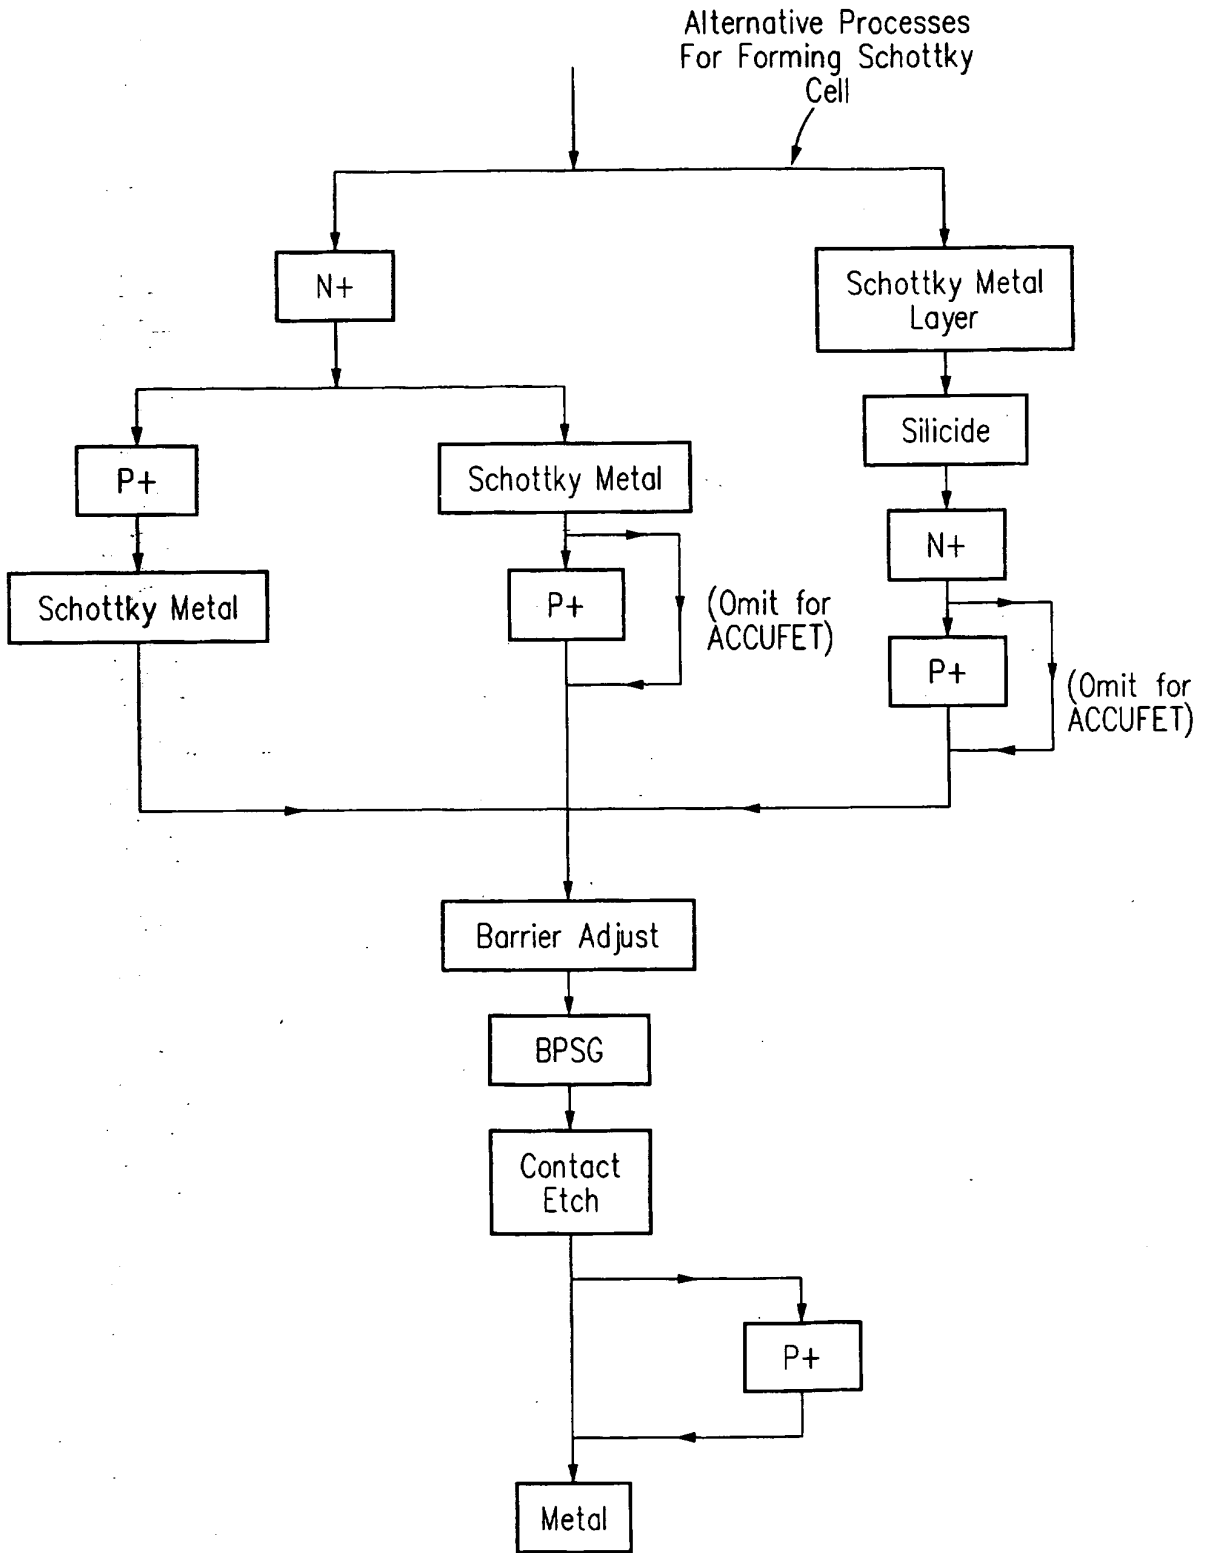 Alternative Processes
For Forming Schottky
Cell
N+
Schottky Metal
Layer
Silicide
P+
Schottky Metal
N+
Schottky Metal
P+
(Omit for
ACCUFET)
P+
(Omit for
ACCUFET)
Barrier Adjust
BPSG
Contact
Etch
P+
Metal